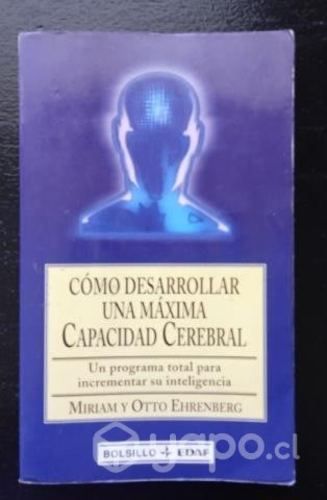 CÓMO DESARROLLAR
UNA MÁXIMA
CAPACIDAD CEREBRAL
Un programa total para
incrementar su inteligencia
MIRIAM Y OTTO EHRENBERG
BOLSILLO EDAF
yapo.cl